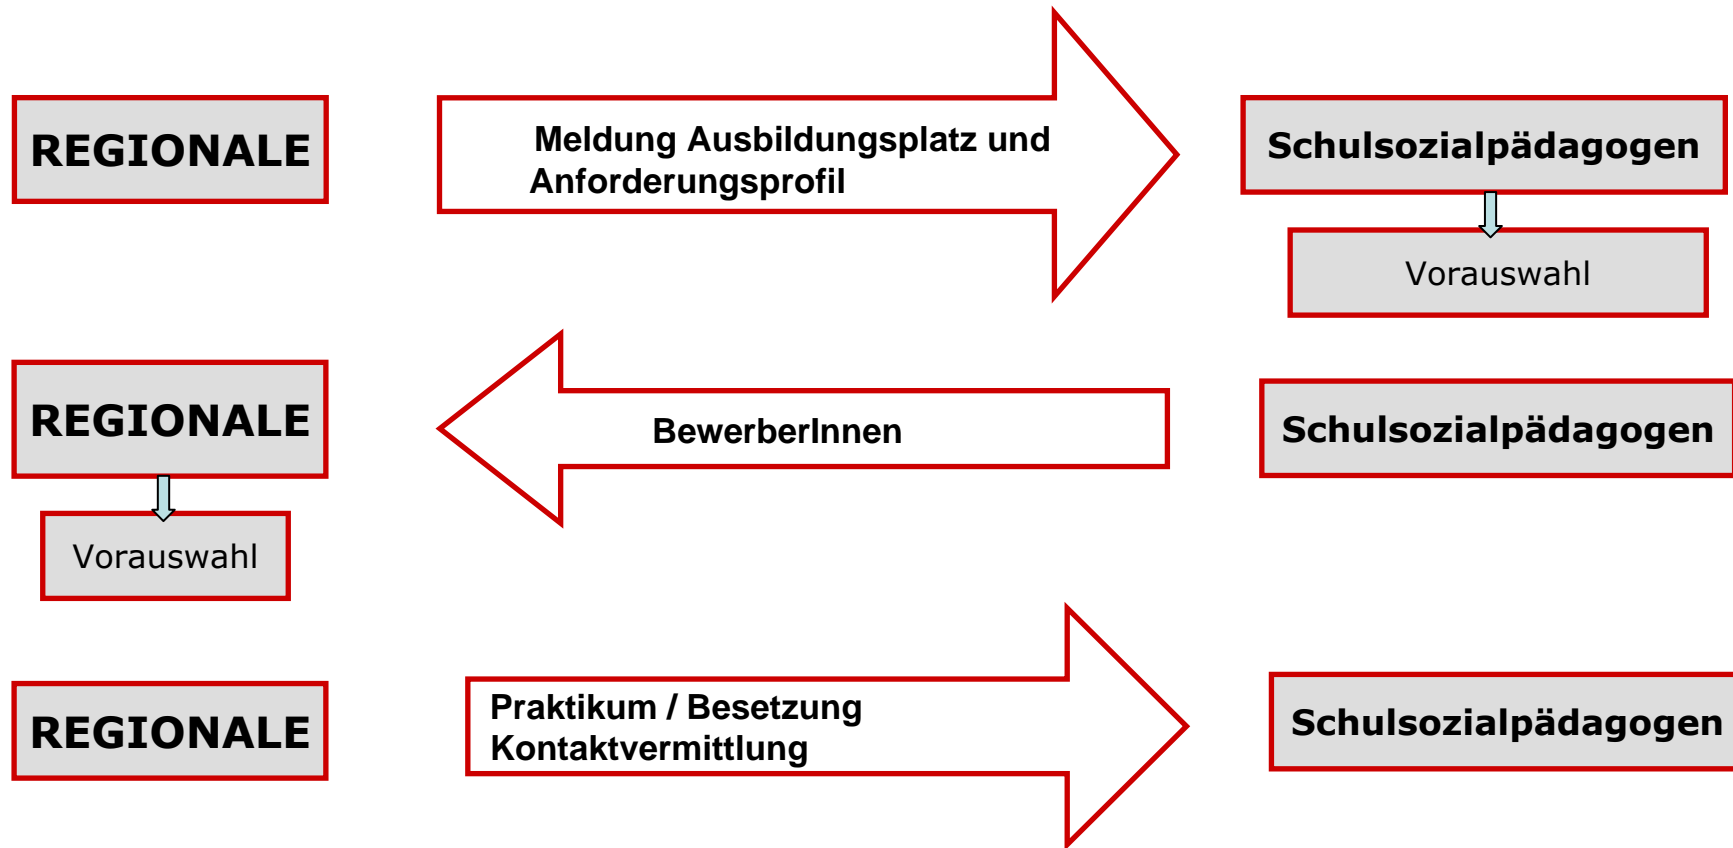 REGIONALE
Meldung Ausbildungsplatz und
Anforderungsprofil
Schulsozialpädagogen
Vorauswahl
REGIONALE
BewerberInnen
Schulsozialpädagogen
Vorauswahl
REGIONALE
Praktikum / Besetzung
Kontaktvermittlung
Schulsozialpädagogen